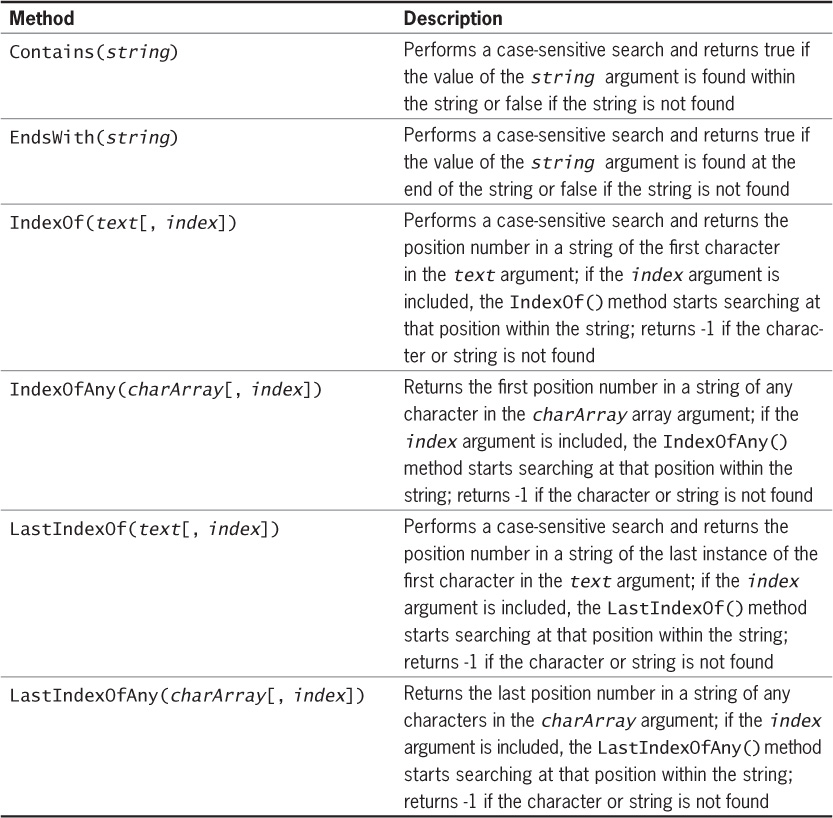 Method Description
Contains(string) Performs a case-sensitive search and returns true if
the value of the string argument is found within
the string or false if the string is not found
EndsWith(string) Performs a case-sensitive search and returns true if
the value of the string argument is found at the
end of the string or false if the string is not found
IndexOf(text[, index]) Performs a case-sensitive search and returns the
position number in a string of the first character
in the text argument; if the index argument is
included, the IndexOf() method starts searching at
that position within the string; returns -1 if the charac-
ter or string is not found
IndexOfAny(charArray[, index]) Returns the first position number in a string of any
character in the charArray array argument; if the
index argument is included, the IndexOfAny()
method starts searching at that position within the
string; returns -1 if the character or string is not found
LastIndexOf(text[, index]) Performs a case-sensitive search and returns the
position number in a string of the last instance of the
first character in the text argument; if the index
argument is included, the LastIndexOf() method
starts searching at that position within the string;
returns -1 if the character or string is not found
LastIndexOfAny(charArray[, index]) Returns the last position number in a string of any
characters in the charArray argument; if the index
argument is included, the LastIndexOfAny() method
starts searching at that position within the string;
returns -1 if the character or string is not found